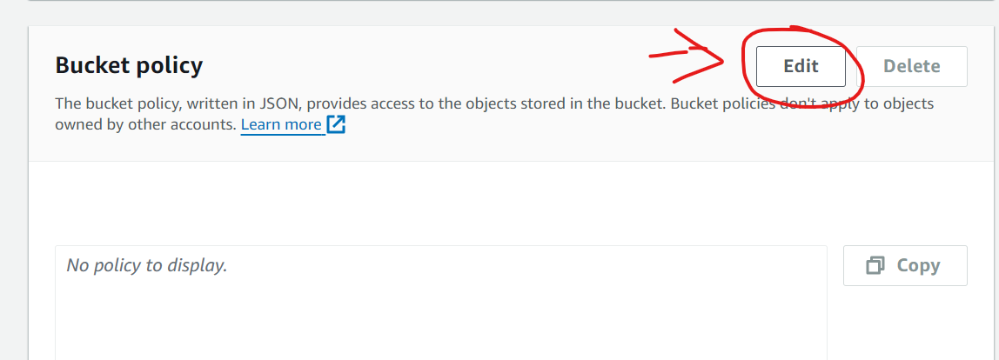 Bucket policy
Edit
Delete
The bucket policy, written in JSON, provides access to the objects stored in the bucket. Bucket policies don't apply to objects
owned by other accounts. Learn more
No policy to display.
Copy